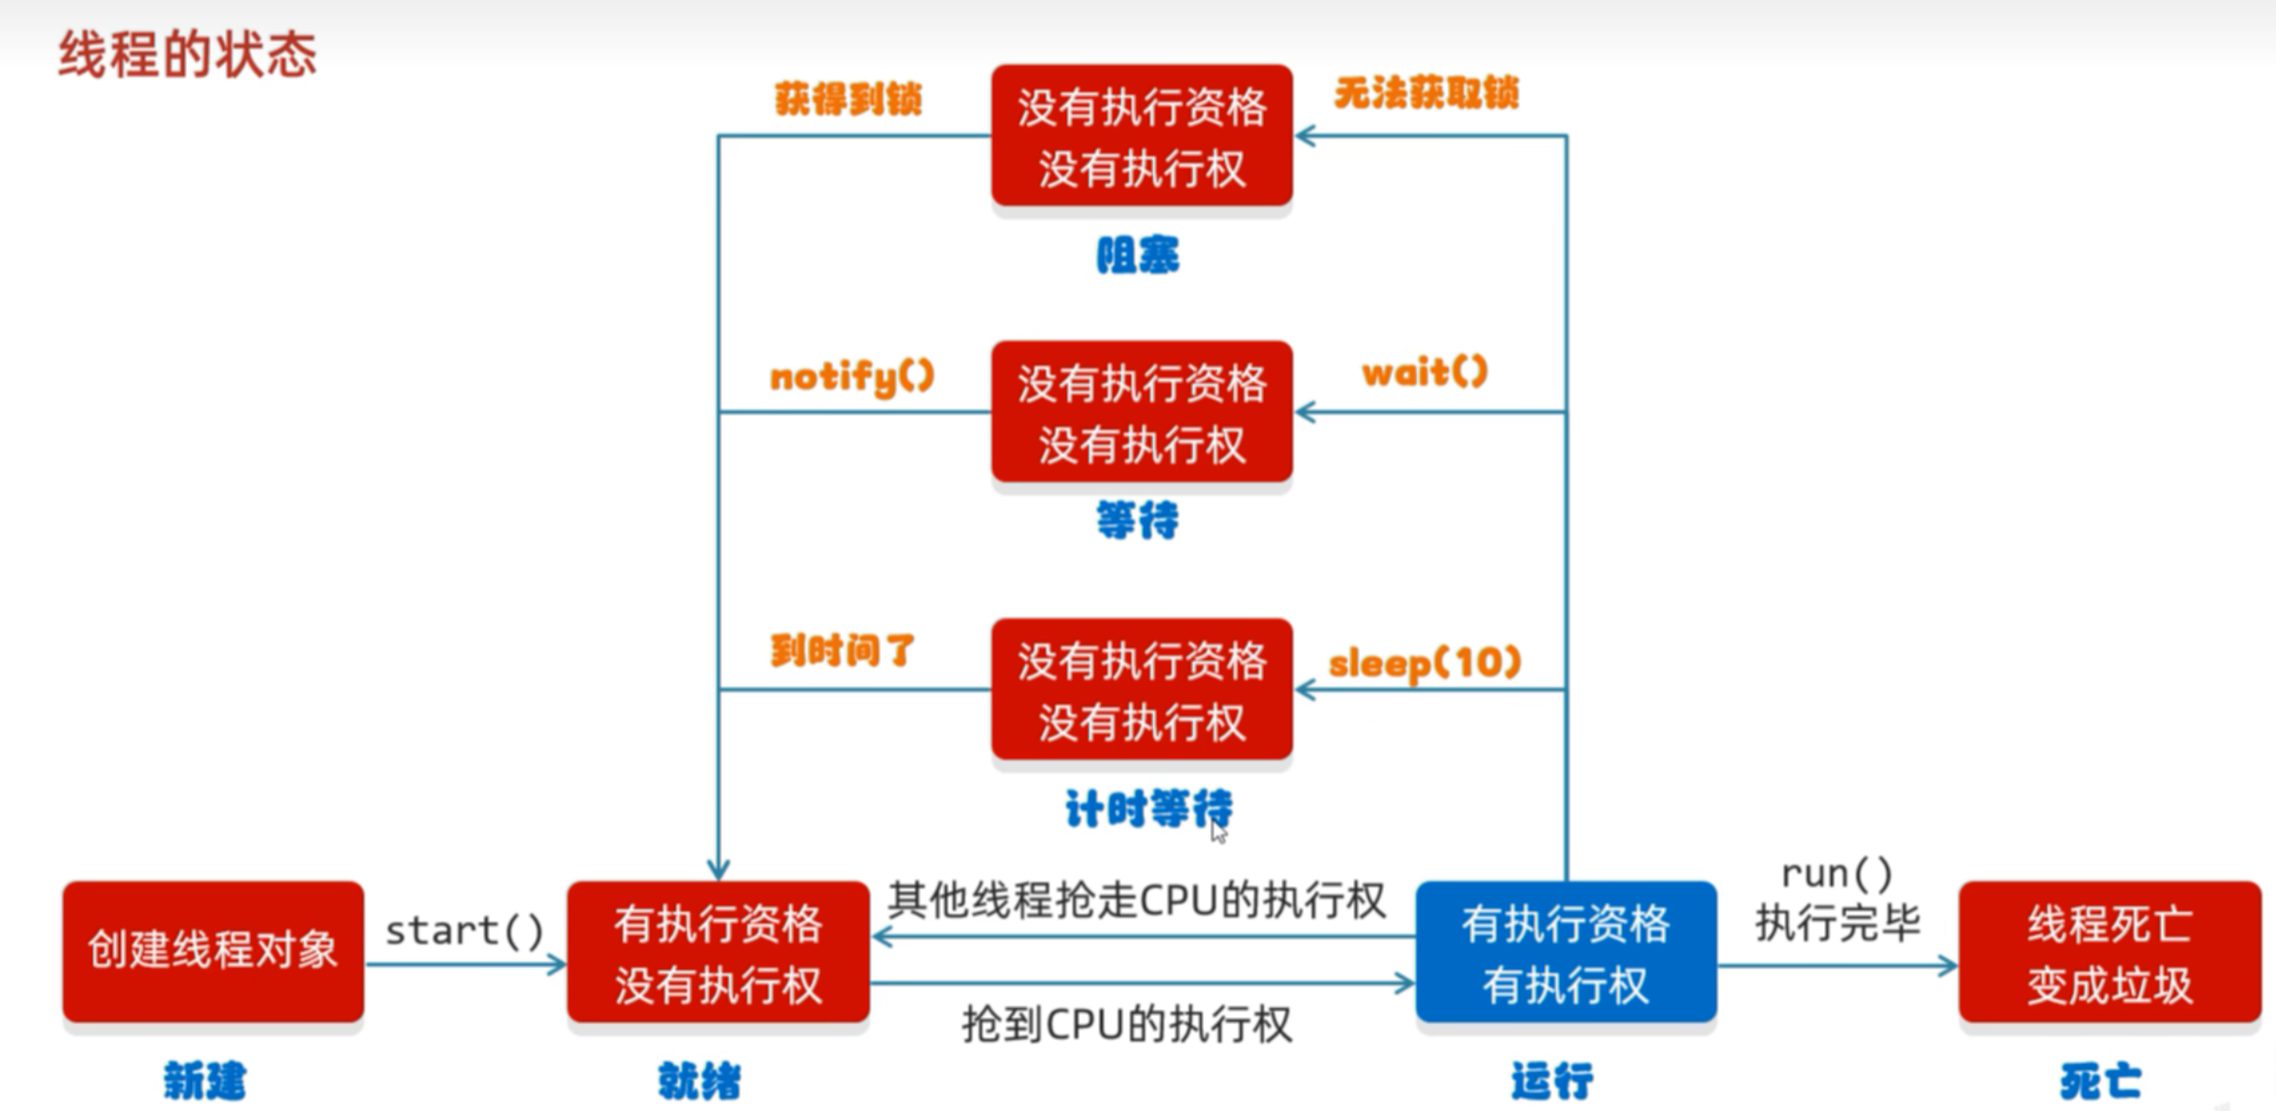 线程的状态
获得到锁
没有执行资格
没有执行权
无法获取锁
阻塞
notify()
没有执行资格
没有执行权
wait()
等待
到时间了
没有执行资格
没有执行权
sleep(10)
计时等待
创建线程对象
新建
start()
有执行资格
没有执行权
就绪
其他线程抢走CPU的执行权
抢到CPU的执行权
有执行资格
有执行权
运行
run()
执行完毕
线程死亡
变成垃圾
死亡